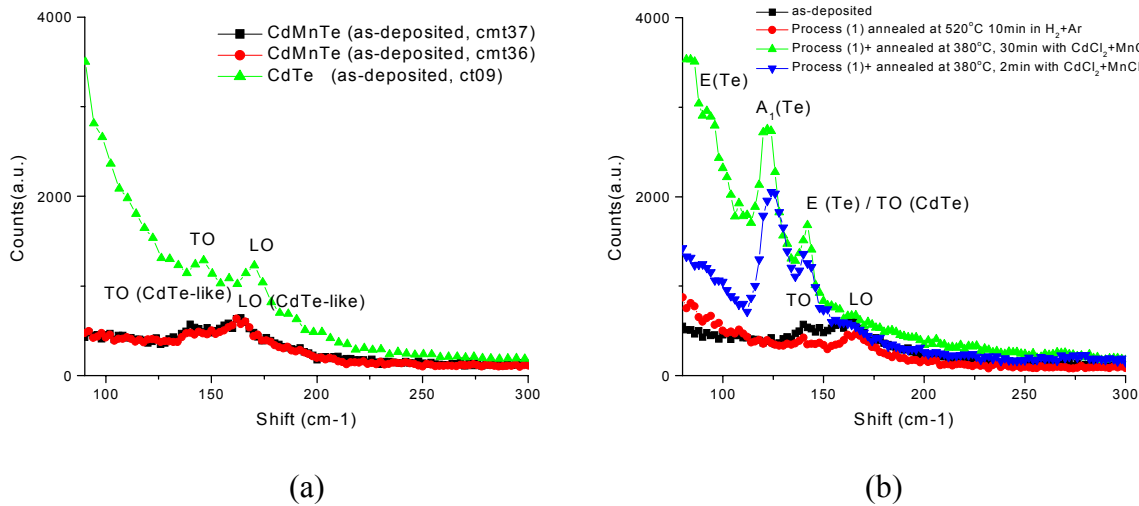 4000
2000
0
Counts(a.u.)
CdMnTe (as-deposited, cmt37)
CdMnTe (as-deposited, cmt36)
CdTe (as-deposited, ct09)
TO
LO
TO (CdTe-like)
LO (CdTe-like)
100 150 200 250 300
Shift (cm-1)
(a)
as-deposited
Process (1) annealed at 520°C 10min in H₂+Ar
Process (1)+ annealed at 380°C, 30min with CdCl₂+MnC
Process (1)+ annealed at 380°C, 2min with CdCl₂+MnC
4000
2000
0
Counts(a.u.)
E(Te)
A₁(Te)
E (Te) / TO (CdTe)
TO
LO
100 150 200 250 300
Shift (cm-1)
(b)